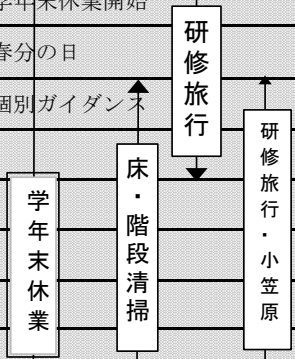 学年末休業開始
春分の日
個別ガイダンス
研修旅行
床・階段清掃
研修旅行・小笠原
学年末休業